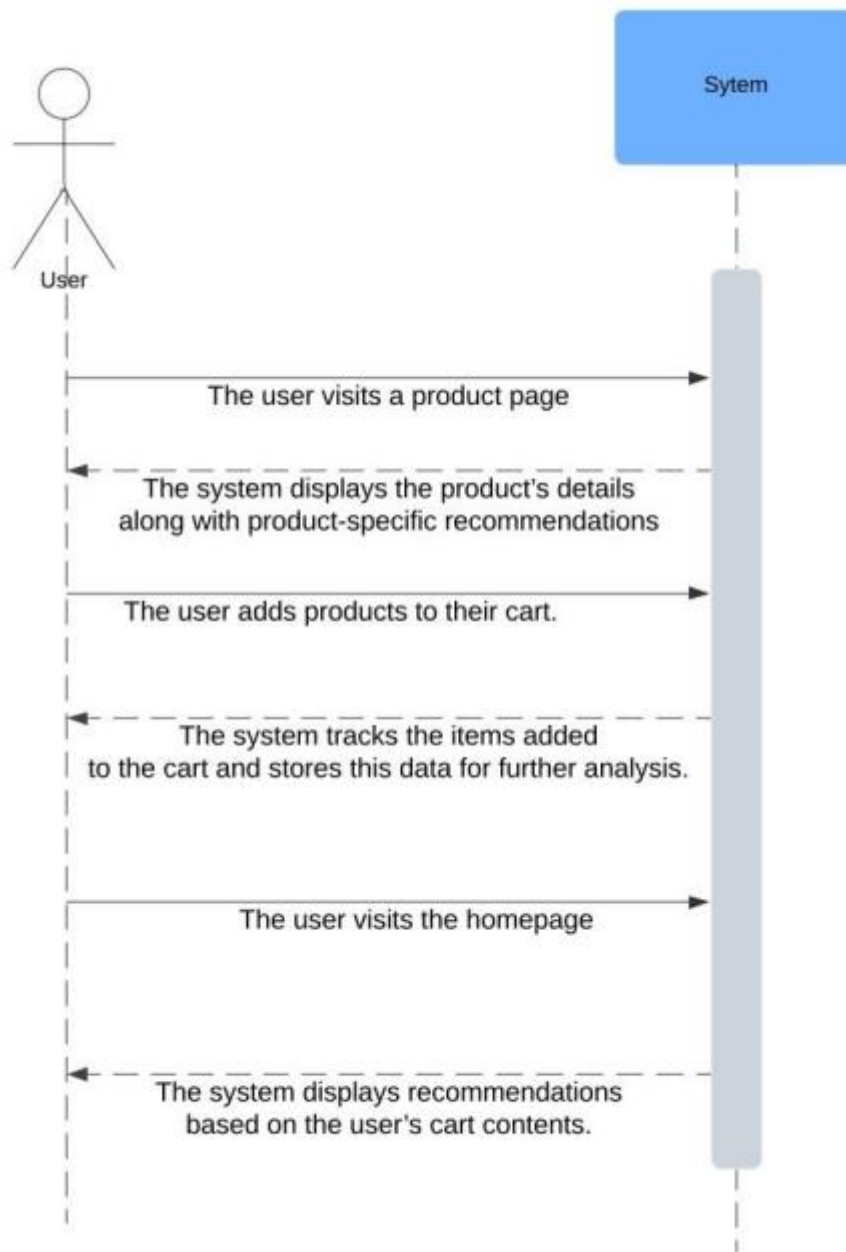 Sytem
User
The user visits a product page
The system displays the product’s details
along with product-specific recommendations
The user adds products to their cart.
The system tracks the items added
to the cart and stores this data for further analysis.
The user visits the homepage
The system displays recommendations
based on the user’s cart contents.